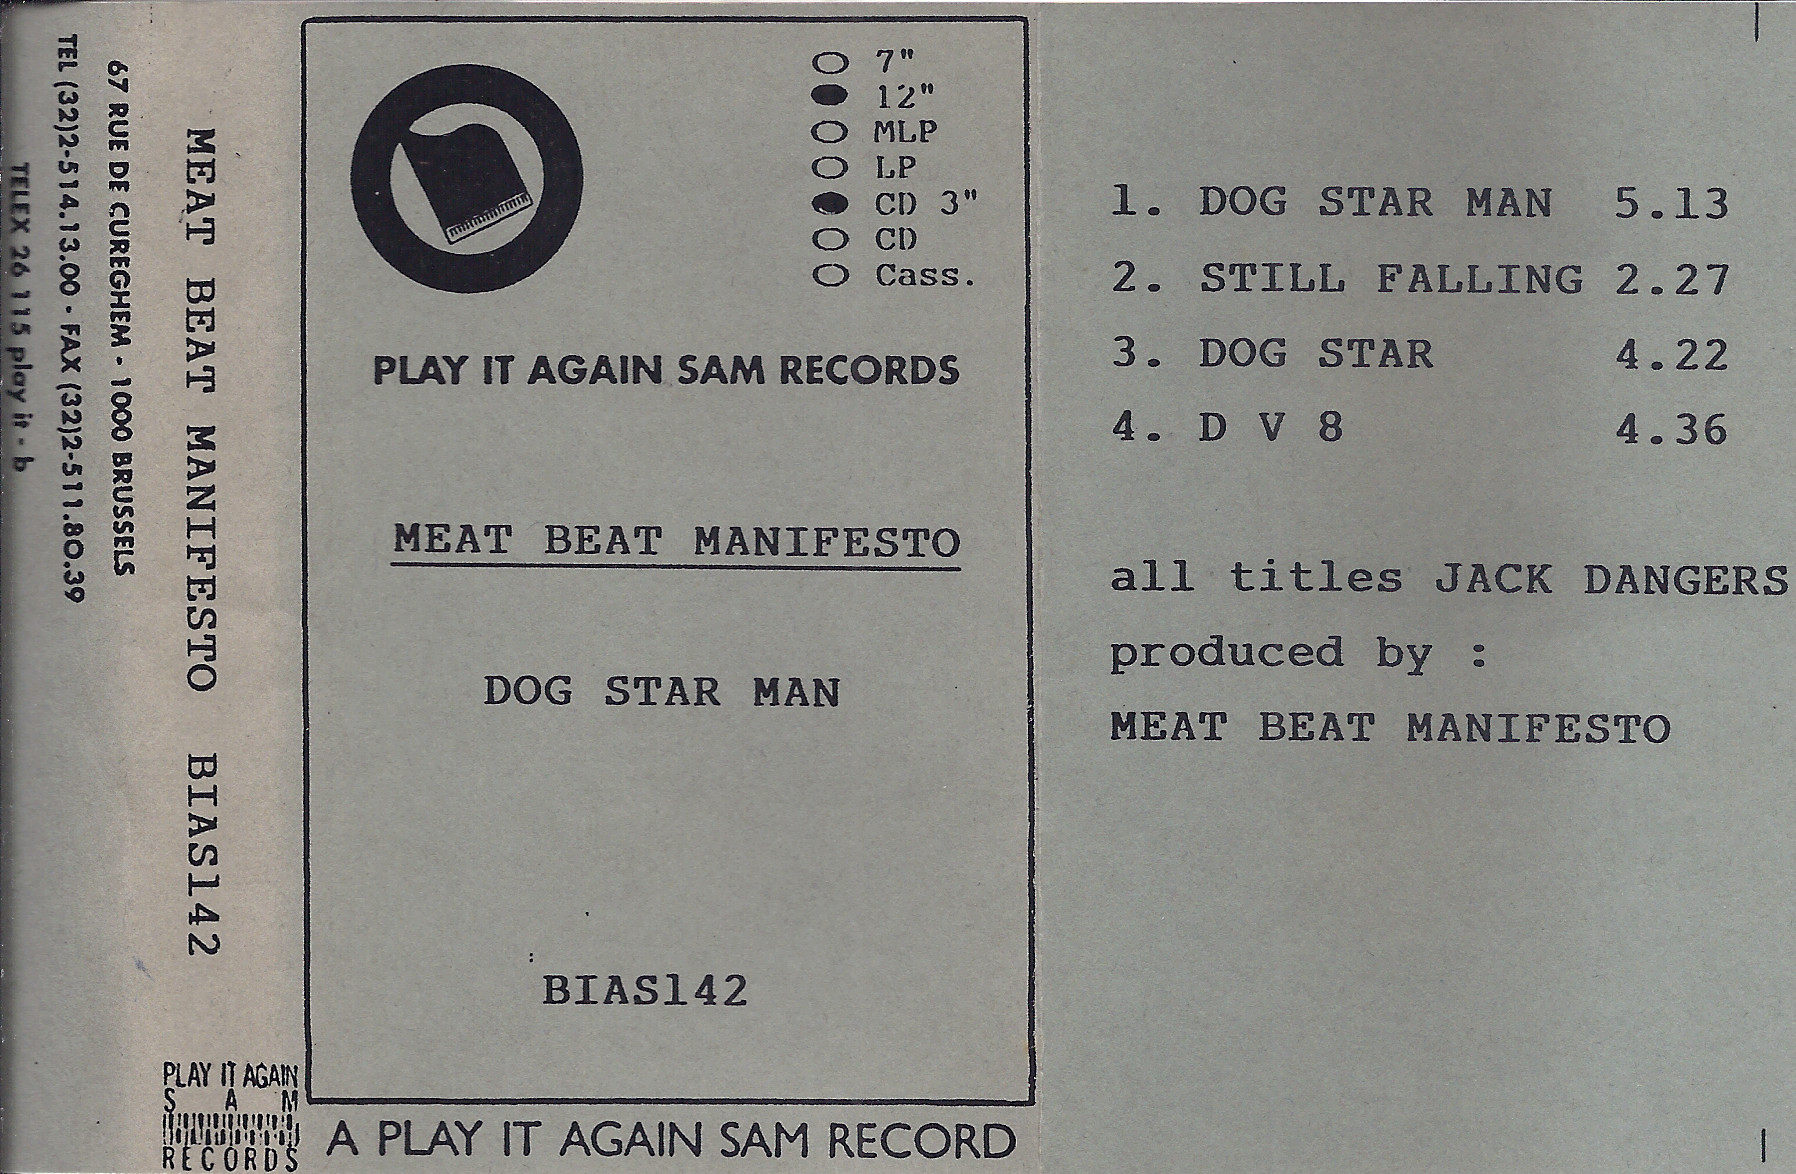 TELEX 26 115 play it - b
TEL (32)2-514.13.00 - FAX (32)2-511.80.39
67 RUE DE CUREGHEM - 1000 BRUSSELS
MEAT BEAT MANIFESTO BIAS142
PLAY IT AGAIN
S A M
RECORDS
7"
12"
MLP
LP
CD 3"
CD
Cass.
PLAY IT AGAIN SAM RECORDS
MEAT BEAT MANIFESTO
DOG STAR MAN
BIAS142
A PLAY IT AGAIN SAM RECORD
1. DOG STAR MAN 5.13
2. STILL FALLING 2.27
3. DOG STAR 4.22
4. D V 8 4.36
all titles JACK DANGERS
produced by :
MEAT BEAT MANIFESTO